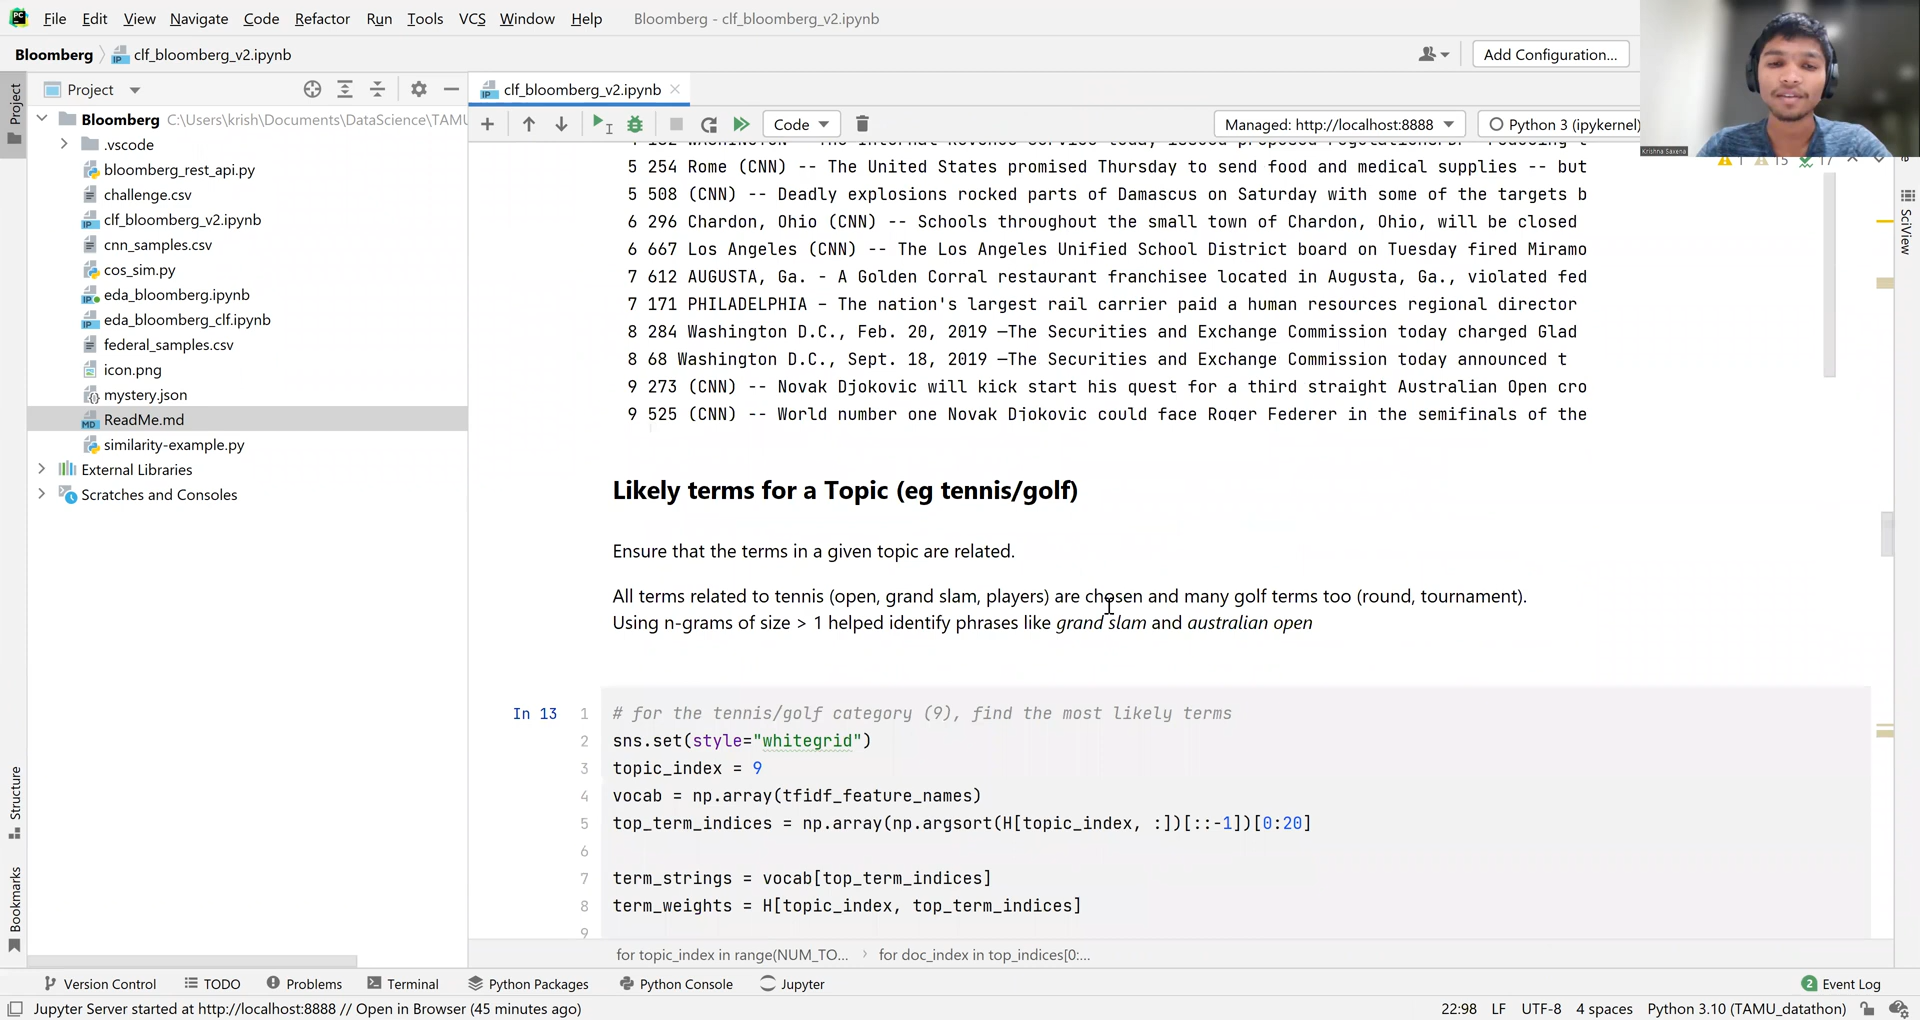 File Edit View Navigate Code Refactor Run Tools VCS Window Help Bloomberg - clf_bloomberg_v2.ipynb
Bloomberg clf_bloomberg_v2.ipynb Add Configuration...
Project clf_bloomberg_v2.ipynb
Code Managed: http://localhost:8888 Python 3 (ipykernel)
Project
Bloomberg C:\Users\krish\Documents\DataScience\TAMU
.vscode
bloomberg_rest_api.py
challenge.csv
clf_bloomberg_v2.ipynb
cnn_samples.csv
cos_sim.py
eda_bloomberg.ipynb
eda_bloomberg_clf.ipynb
federal_samples.csv
icon.png
mystery.json
ReadMe.md
similarity-example.py
External Libraries
Scratches and Consoles
Structure
Bookmarks
Krishna Saxena
SciView
5 254 Rome (CNN) -- The United States promised Thursday to send food and medical supplies -- but
5 508 (CNN) -- Deadly explosions rocked parts of Damascus on Saturday with some of the targets b
6 296 Chardon, Ohio (CNN) -- Schools throughout the small town of Chardon, Ohio, will be closed
6 667 Los Angeles (CNN) -- The Los Angeles Unified School District board on Tuesday fired Miramo
7 612 AUGUSTA, Ga. - A Golden Corral restaurant franchisee located in Augusta, Ga., violated fed
7 171 PHILADELPHIA – The nation's largest rail carrier paid a human resources regional director
8 284 Washington D.C., Feb. 20, 2019 —The Securities and Exchange Commission today charged Glad
8 68 Washington D.C., Sept. 18, 2019 —The Securities and Exchange Commission today announced t
9 273 (CNN) -- Novak Djokovic will kick start his quest for a third straight Australian Open cro
9 525 (CNN) -- World number one Novak Djokovic could face Roger Federer in the semifinals of the
Likely terms for a Topic (eg tennis/golf)
Ensure that the terms in a given topic are related.
All terms related to tennis (open, grand slam, players) are chosen and many golf terms too (round, tournament).
Using n-grams of size > 1 helped identify phrases like grand slam and australian open
In 13
1 # for the tennis/golf category (9), find the most likely terms
2 sns.set(style="whitegrid")
3 topic_index = 9
4 vocab = np.array(tfidf_feature_names)
5 top_term_indices = np.array(np.argsort(H[topic_index, :])[::-1])[0:20]
6
7 term_strings = vocab[top_term_indices]
8 term_weights = H[topic_index, top_term_indices]
9
for topic_index in range(NUM_TO... for doc_index in top_indices[0:...
Version Control TODO Problems Terminal Python Packages Python Console Jupyter 2 Event Log
Jupyter Server started at http://localhost:8888 // Open in Browser (45 minutes ago) 22:98 LF UTF-8 4 spaces Python 3.10 (TAMU_datathon)